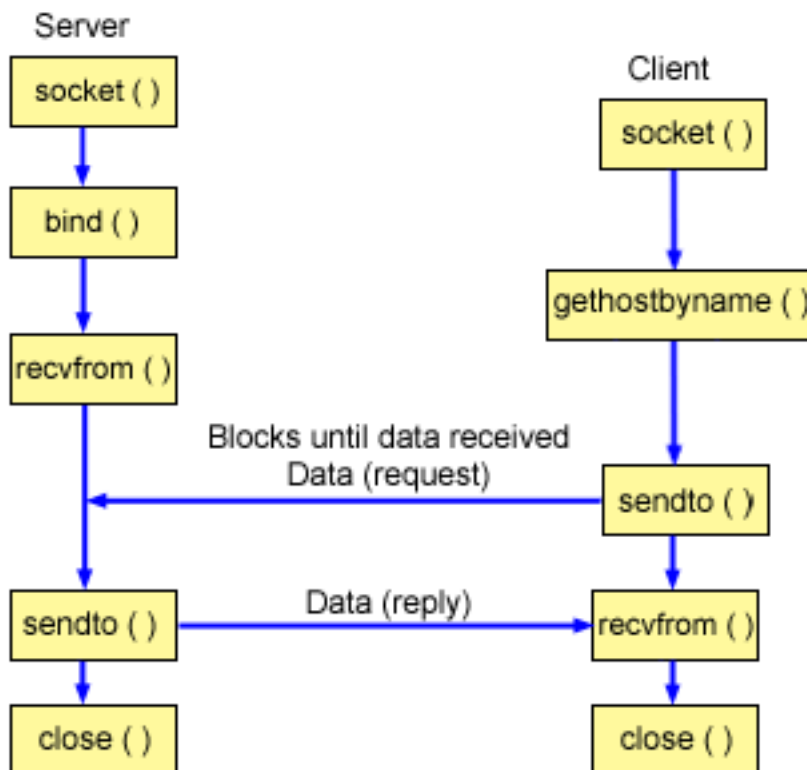 Server
socket ( )
bind ( )
recvfrom ( )
Client
socket ( )
gethostbyname ( )
Blocks until data received
Data (request)
sendto ( )
sendto ( )
Data (reply)
recvfrom ( )
close ( )
close ( )